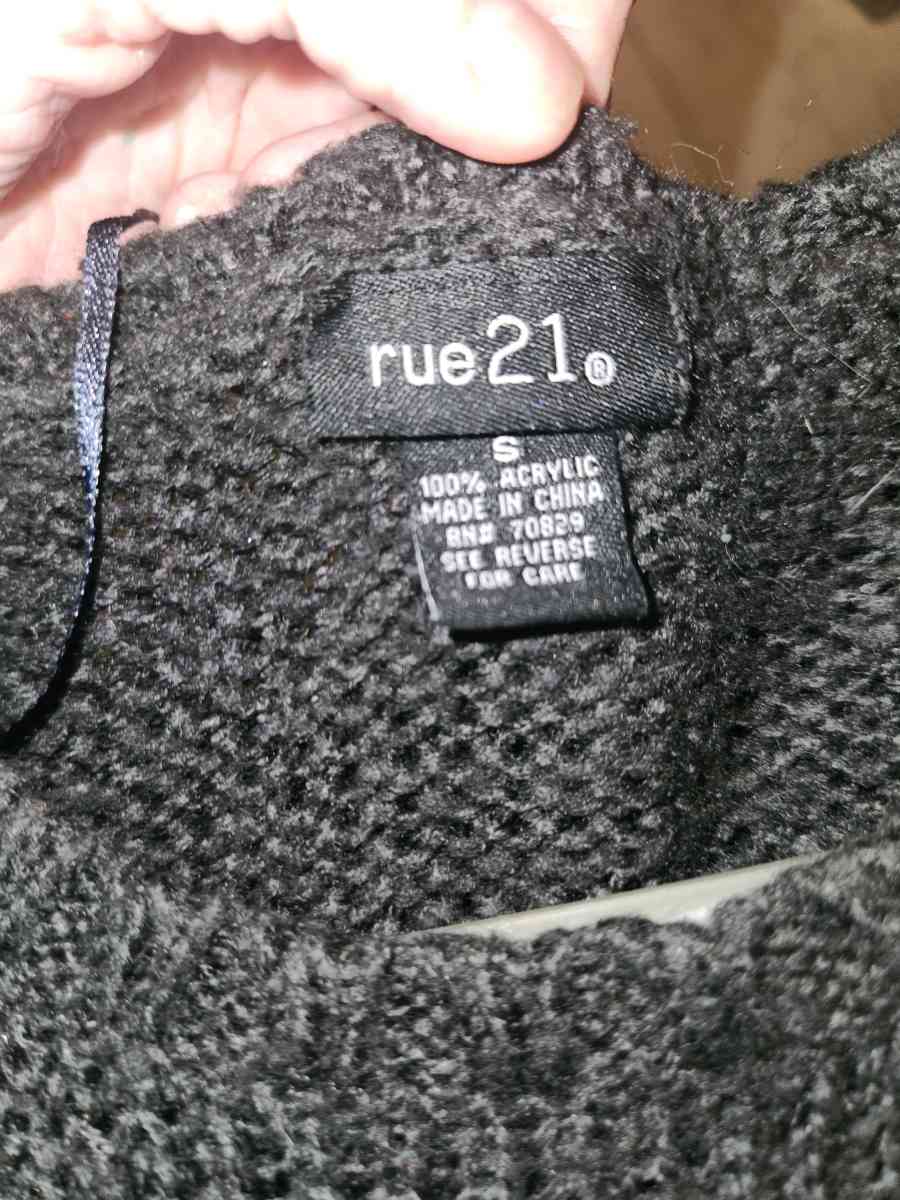 rue21®
S
100% ACRYLIC
MADE IN CHINA
RN# 70829
SEE REVERSE
FOR CARE